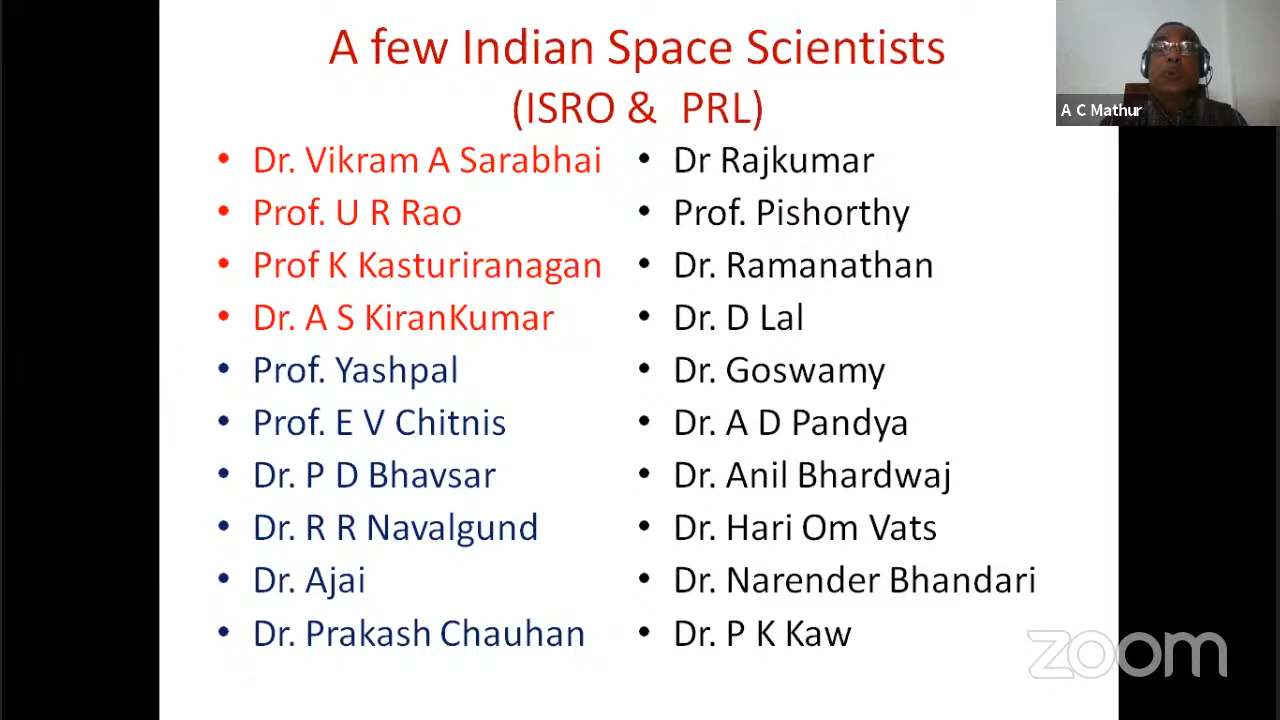 A few Indian Space Scientists
(ISRO & PRL)
A C Mathur
• Dr. Vikram A Sarabhai
• Prof. U R Rao
• Prof K Kasturiranagan
• Dr. A S KiranKumar
• Prof. Yashpal
• Prof. E V Chitnis
• Dr. P D Bhavsar
• Dr. R R Navalgund
• Dr. Ajai
• Dr. Prakash Chauhan
• Dr Rajkumar
• Prof. Pishorthy
• Dr. Ramanathan
• Dr. D Lal
• Dr. Goswamy
• Dr. A D Pandya
• Dr. Anil Bhardwaj
• Dr. Hari Om Vats
• Dr. Narender Bhandari
• Dr. P K Kaw
zoom